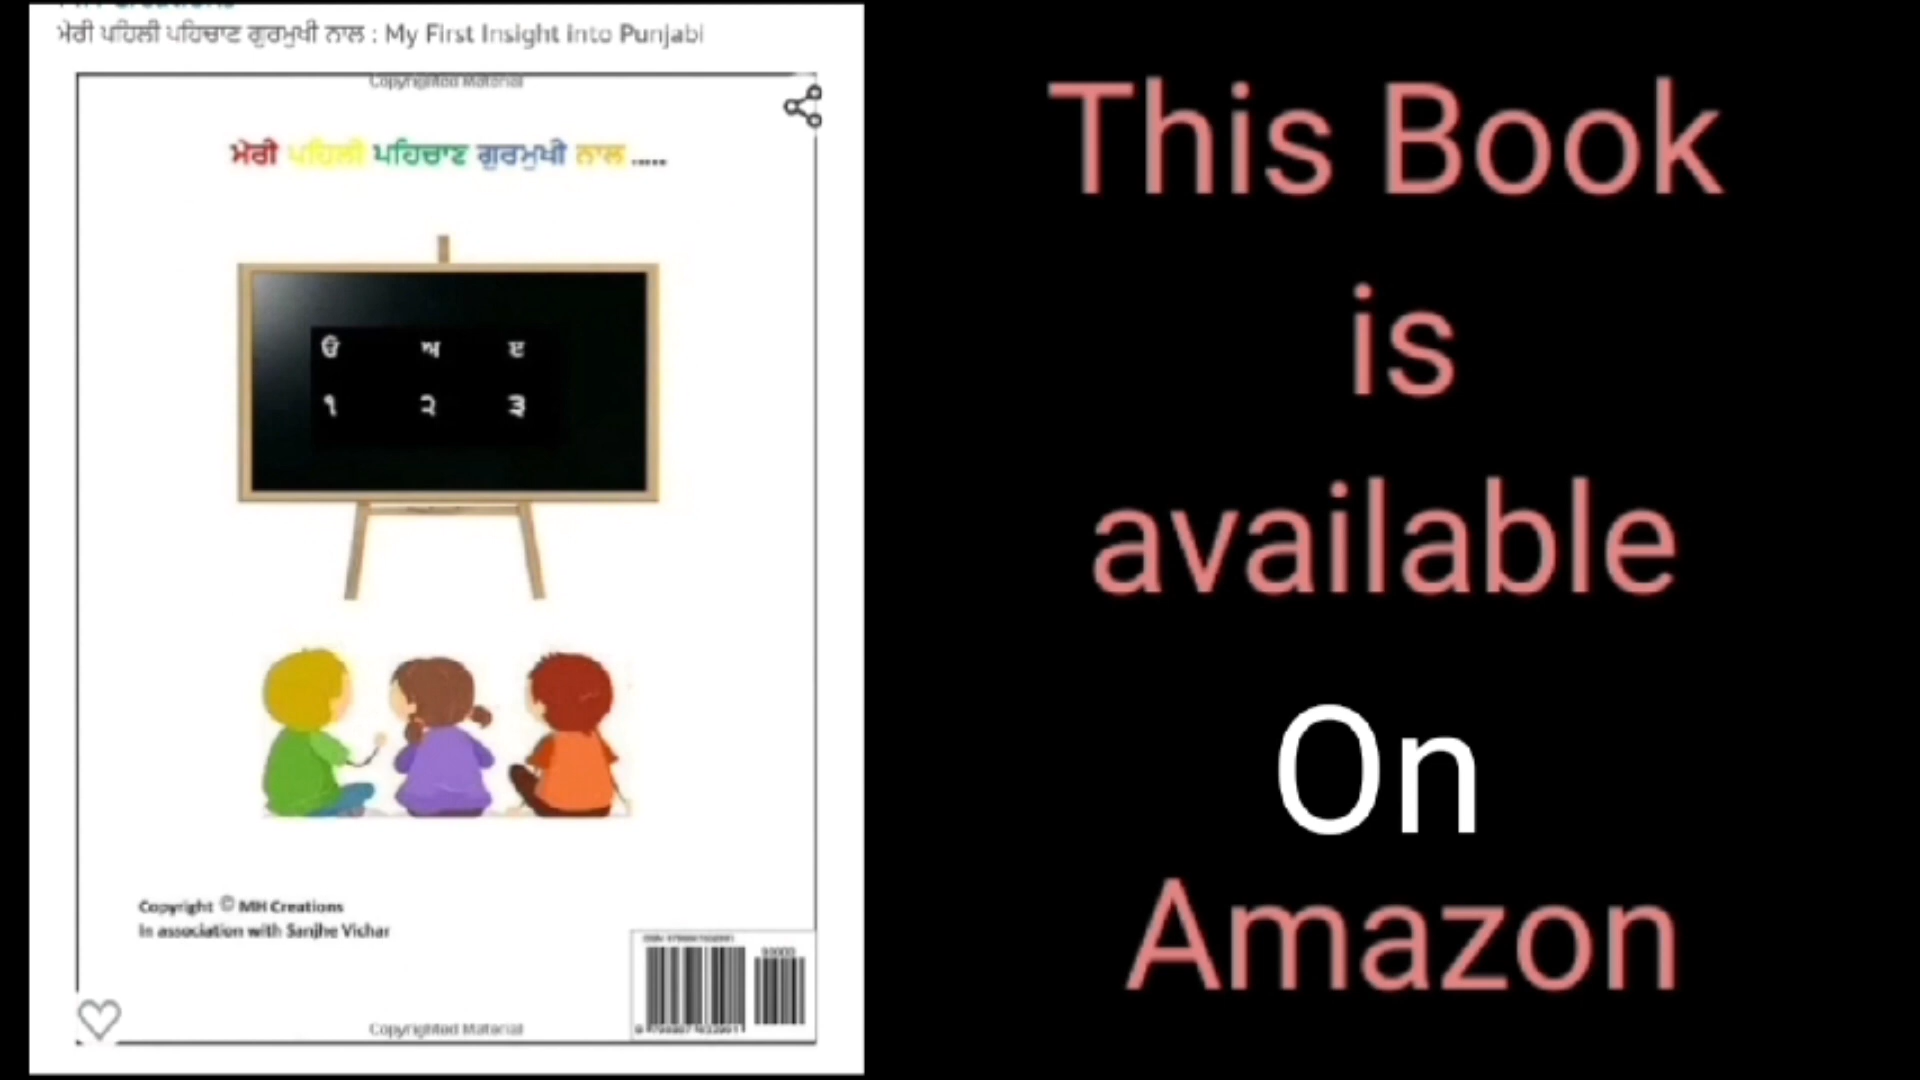 ਮੇਰੀ ਪਹਿਲੀ ਪਹਿਚਾਣ ਗੁਰਮੁਖੀ ਨਾਲ : My First Insight into Punjabi
Copyrighted Material
ਮੇਰੀ ਪਹਿਲੀ ਪਹਿਚਾਣ ਗੁਰਮੁਖੀ ਨਾਲ .....
ੳ ਅ ੲ
੧ ੨ ੩
Copyright © MH Creations
In association with Sanjhe Vichar
Copyrighted Material
This Book
is
available
On
Amazon